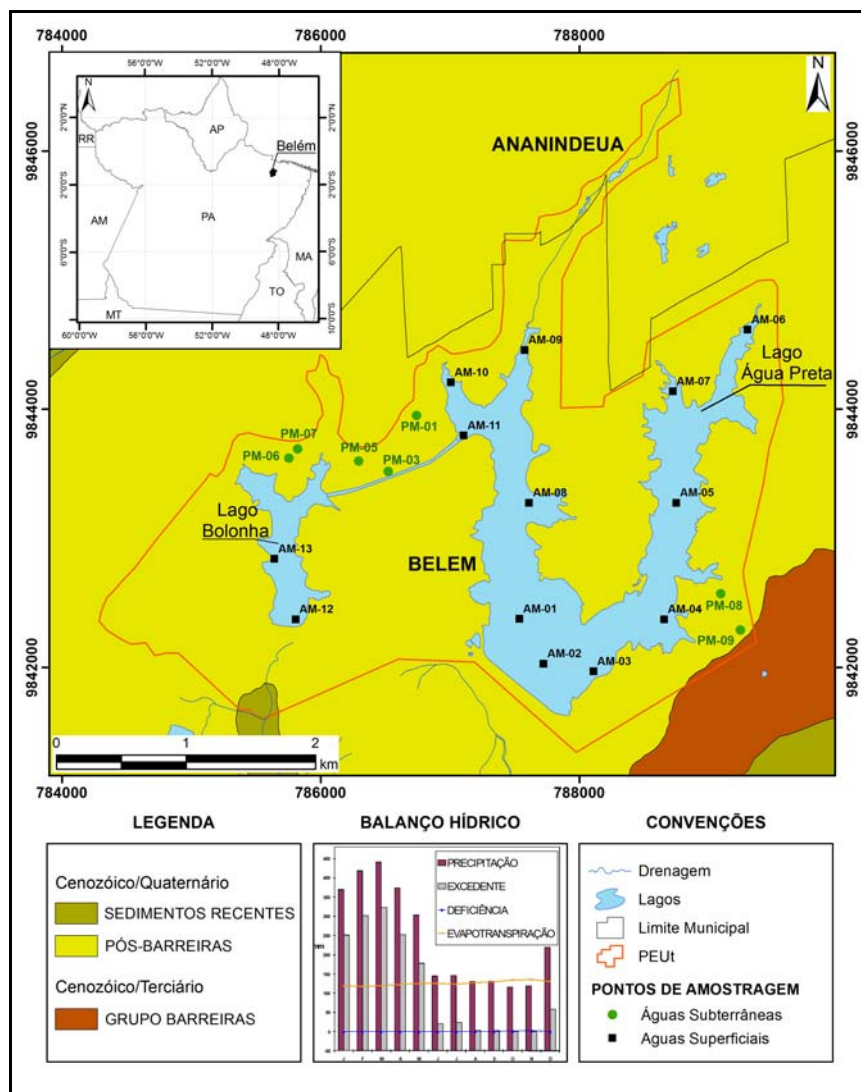 784000
786000
788000
9846000
9844000
9842000
9846000
9844000
9842000
784000
786000
788000
56°0'0"W
52°0'0"W
48°0'0"W
N
2°0'0"N
2°0'0"S
6°0'0"S
2°0'0"N
2°0'0"S
6°0'0"S
10°0'0"S
60°0'0"W
56°0'0"W
52°0'0"W
48°0'0"W
RR
AP
Belém
AM
PA
MA
TO
MT
N
ANANINDEUA
AM-06
Lago
Água Preta
AM-09
AM-10
AM-07
PM-01
AM-11
PM-07
PM-06
PM-05
PM-03
AM-08
AM-05
Lago
Bolonha
AM-13
BELEM
AM-12
AM-01
AM-04
PM-08
PM-09
AM-02
AM-03
0 1 2
km
LEGENDA
Cenozóico/Quaternário
SEDIMENTOS RECENTES
PÓS-BARREIRAS
Cenozóico/Terciário
GRUPO BARREIRAS
BALANÇO HÍDRICO
PRECIPITAÇÃO
EXCEDENTE
DEFICIÊNCIA
EVAPOTRANSPIRAÇÃO
J F M A M J J A S O N D
CONVENÇÕES
Drenagem
Lagos
Limite Municipal
PEUt
PONTOS DE AMOSTRAGEM
Águas Subterrâneas
Aguas Superficiais